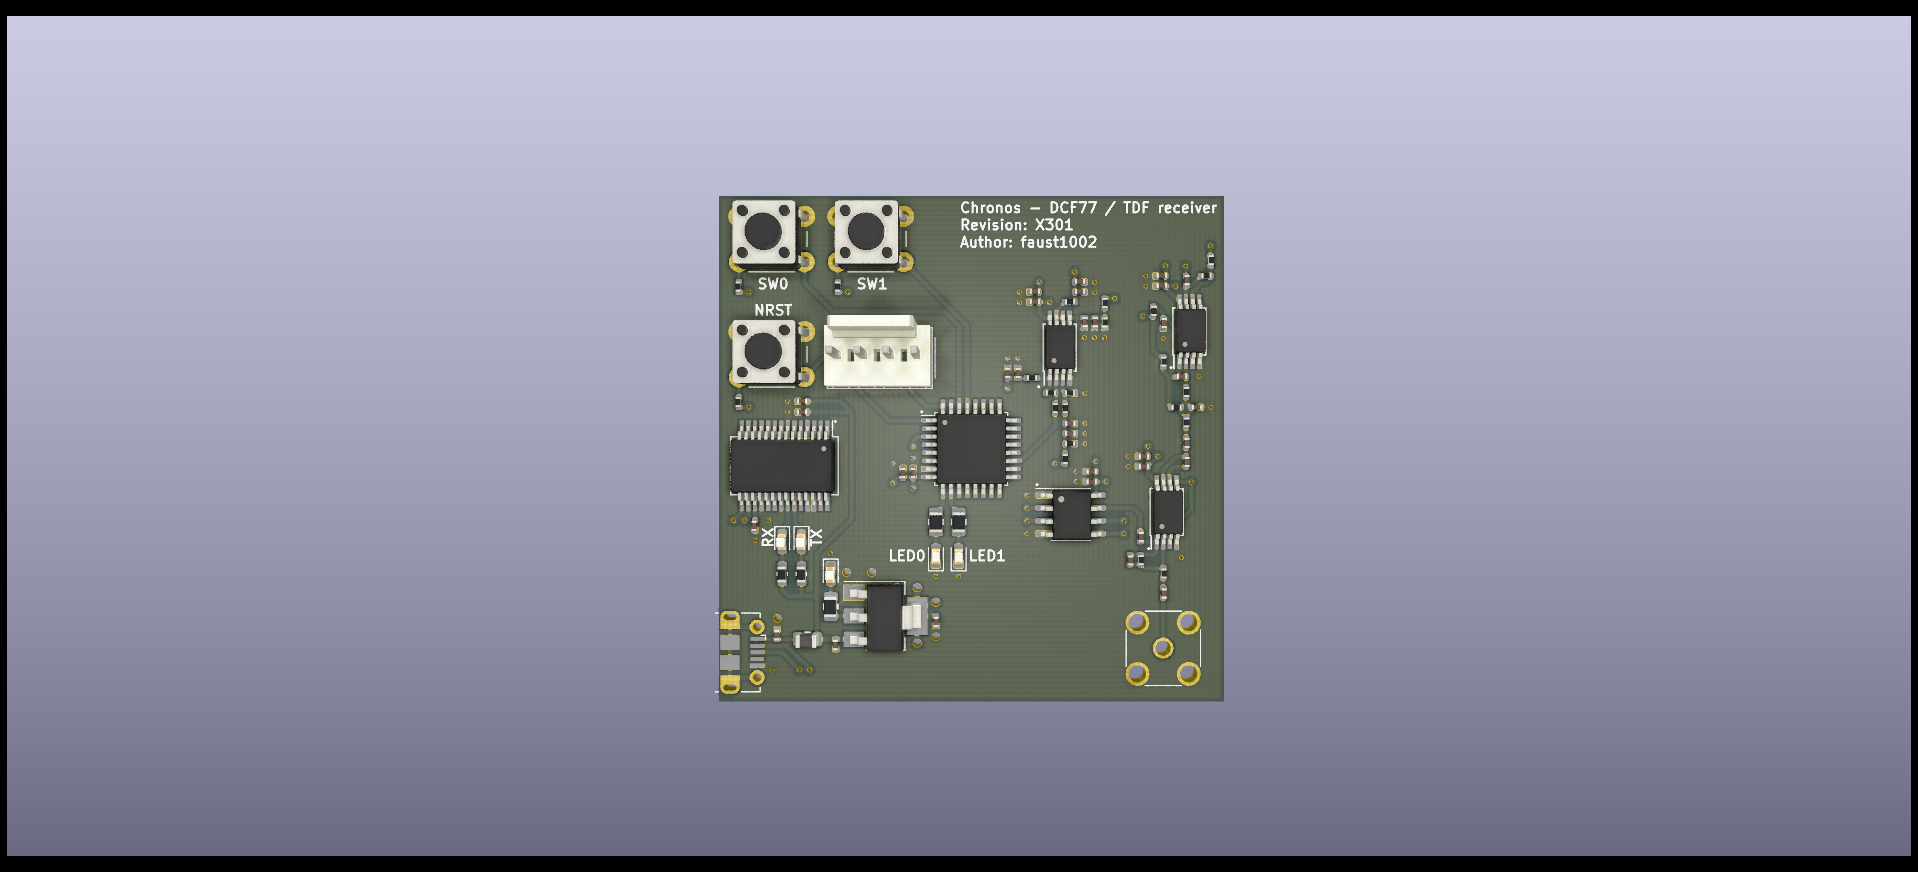 Chronos - DCF77 / TDF receiver
Revision: X301
Author: faust1002
SW0
SW1
NRST
RX
TX
LED0
LED1